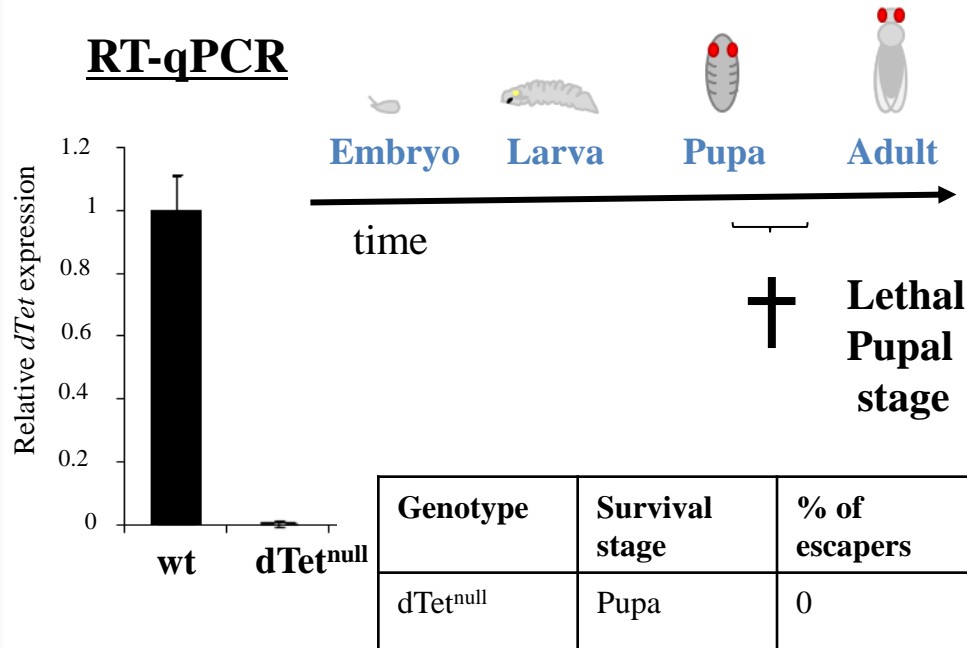 RT-qPCR
Relative dTet expression
1.2
1
0.8
0.6
0.4
0.2
0
wt
dTetnull
Embryo Larva Pupa Adult
time
Lethal
Pupal
stage
Genotype Survival stage % of escapers
dTetnull Pupa 0